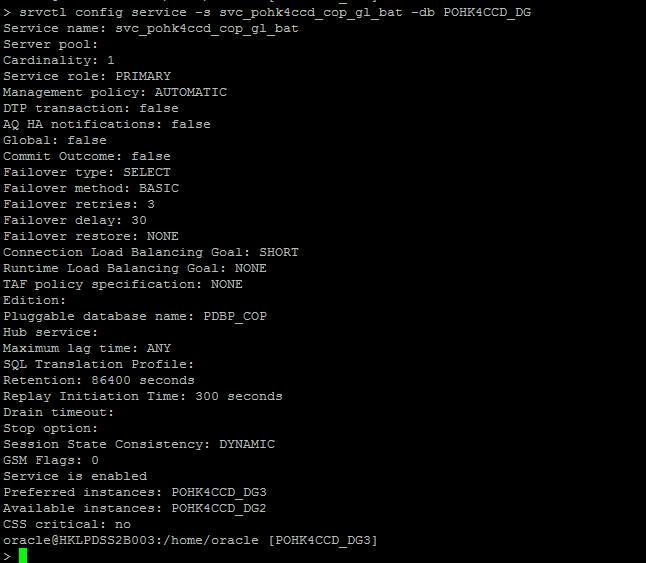 > srvctl config service -s svc_pohk4ccd_cop_gl_bat -db POHK4CCD_DG
Service name: svc_pohk4ccd_cop_gl_bat
Server pool:
Cardinality: 1
Service role: PRIMARY
Management policy: AUTOMATIC
DTP transaction: false
AQ HA notifications: false
Global: false
Commit Outcome: false
Failover type: SELECT
Failover method: BASIC
Failover retries: 3
Failover delay: 30
Failover restore: NONE
Connection Load Balancing Goal: SHORT
Runtime Load Balancing Goal: NONE
TAF policy specification: NONE
Edition:
Pluggable database name: PDBP_COP
Hub service:
Maximum lag time: ANY
SQL Translation Profile:
Retention: 86400 seconds
Replay Initiation Time: 300 seconds
Drain timeout:
Stop option:
Session State Consistency: DYNAMIC
GSM Flags: 0
Service is enabled
Preferred instances: POHK4CCD_DG3
Available instances: POHK4CCD_DG2
CSS critical: no
oracle@HKLPDSS2B003:/home/oracle [POHK4CCD_DG3]
>